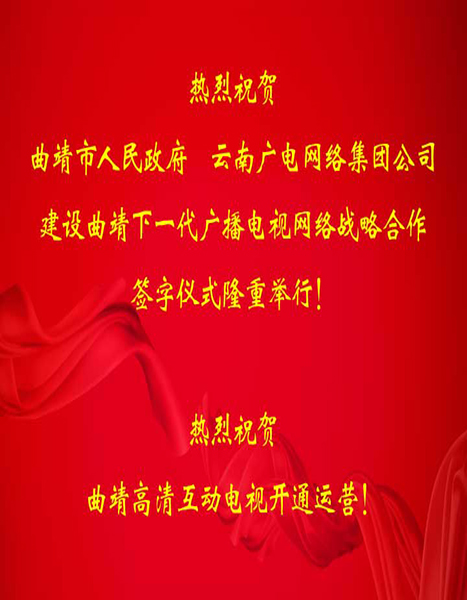 热烈祝贺
曲靖市人民政府 云南广电网络集团公司
建设曲靖下一代广播电视网络战略合作
签字仪式隆重举行!
热烈祝贺
曲靖高清互动电视开通运营!